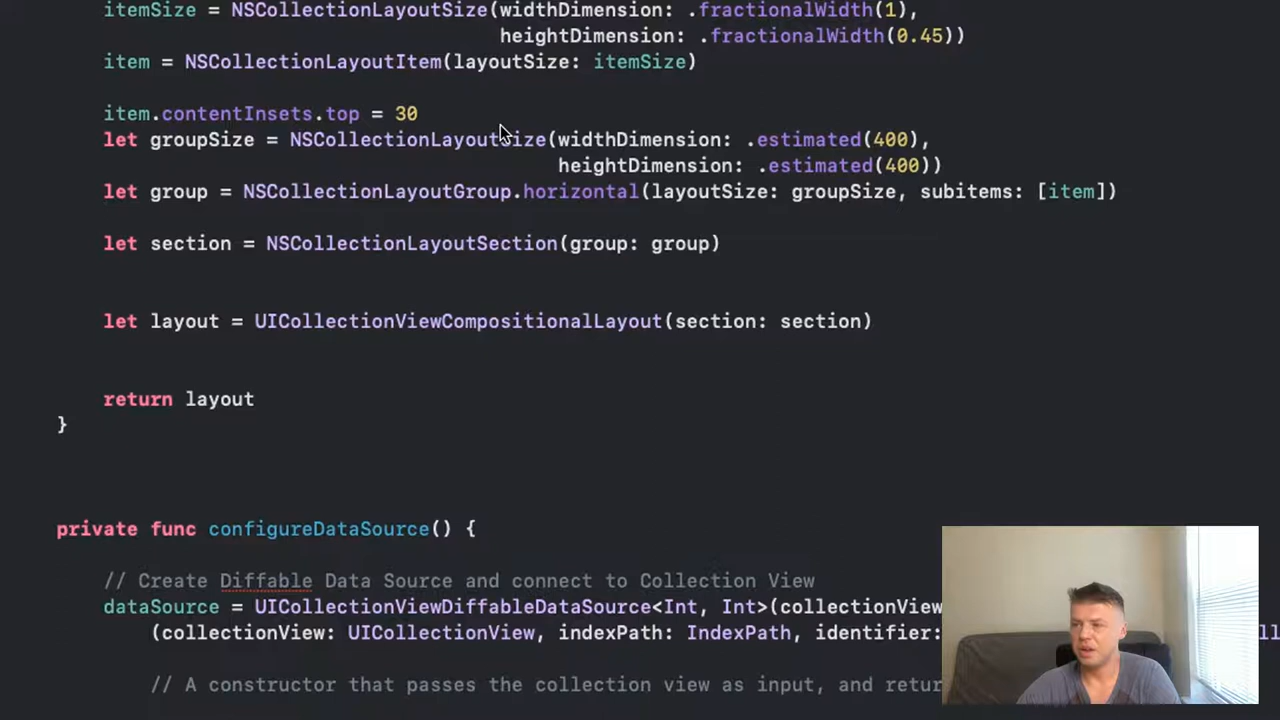 itemSize = NSCollectionLayoutSize(widthDimension: .fractionalWidth(1),
heightDimension: .fractionalWidth(0.45))
item = NSCollectionLayoutItem(layoutSize: itemSize)
item.contentInsets.top = 30
let groupSize = NSCollectionLayoutSize(widthDimension: .estimated(400),
heightDimension: .estimated(400))
let group = NSCollectionLayoutGroup.horizontal(layoutSize: groupSize, subitems: [item])
let section = NSCollectionLayoutSection(group: group)
let layout = UICollectionViewCompositionalLayout(section: section)
return layout
}
private func configureDataSource() {
// Create Diffable Data Source and connect to Collection View
dataSource = UICollectionViewDiffableDataSource<Int, Int>(collectionView
(collectionView: UICollectionView, indexPath: IndexPath, identifier:
// A constructor that passes the collection view as input, and